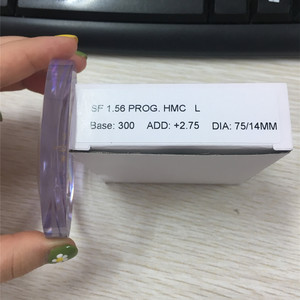 SF 1.56 PROG. HMC L
Base: 300 ADD: +2.75 DIA: 75/14MM